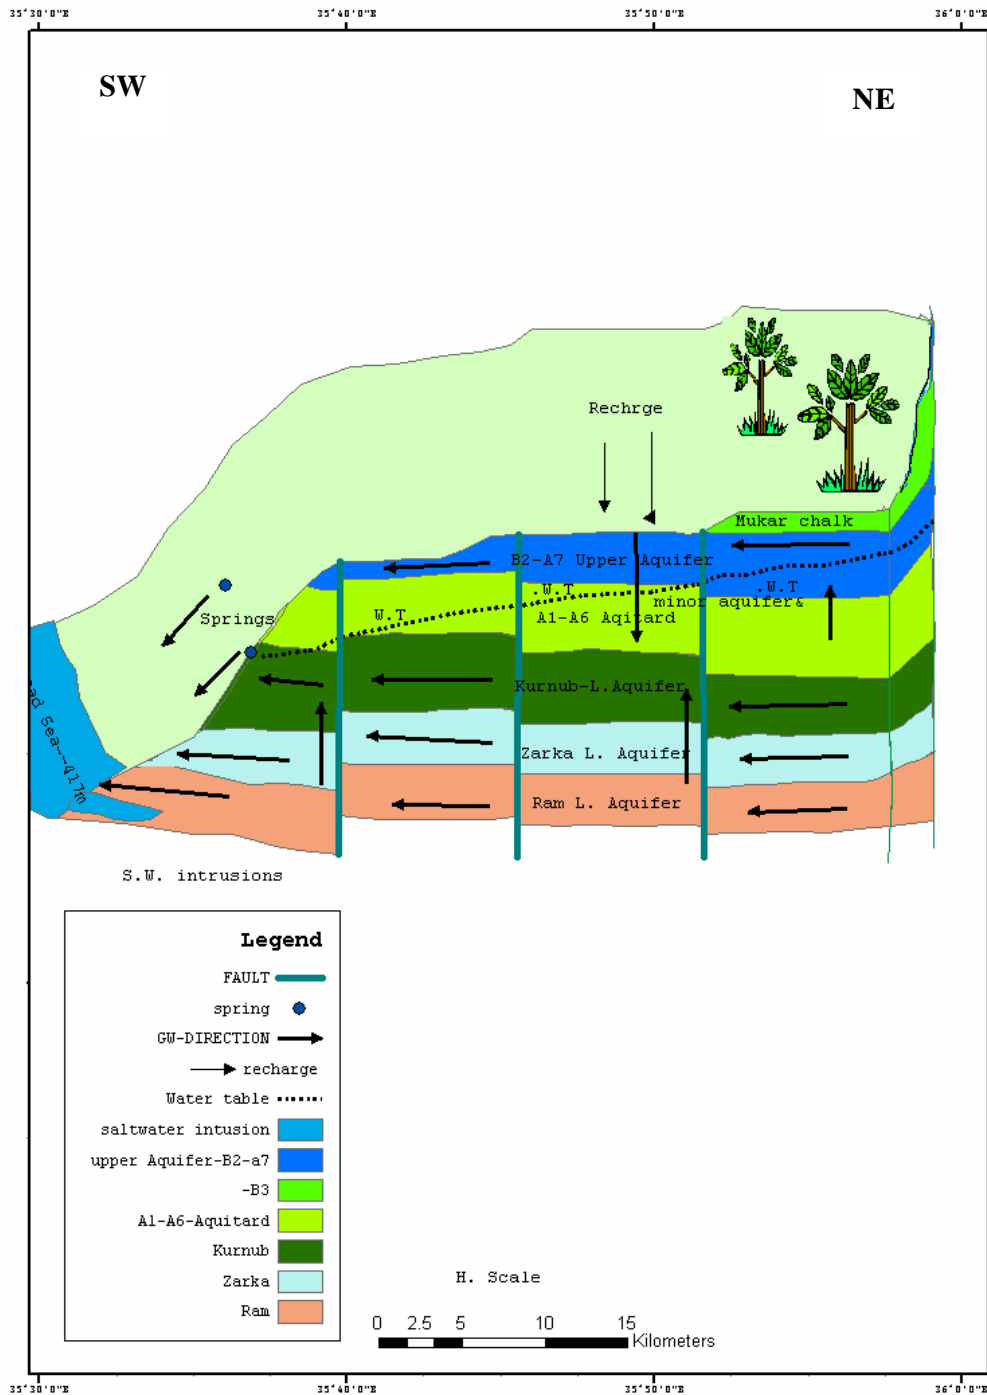 35°30'0"E 35°40'0"E 35°50'0"E 36°0'0"E
SW
NE
Rechrge
Mukar chalk
B2-A7 Upper Aquifer
.W.T
.W.T
minor aquifer&
W.T
A1-A6 Aqitard
Springs
Kurnub-L.Aquifer
ad Sea--417m
Zarka L. Aquifer
Ram L. Aquifer
S.W. intrusions
Legend
FAULT
spring
GW-DIRECTION
recharge
Water table
saltwater intusion
upper Aquifer-B2-a7
-B3
A1-A6-Aquitard
Kurnub
Zarka
Ram
H. Scale
0 2.5 5 10 15
Kilometers
35°30'0"E 35°40'0"E 35°50'0"E 36°0'0"E